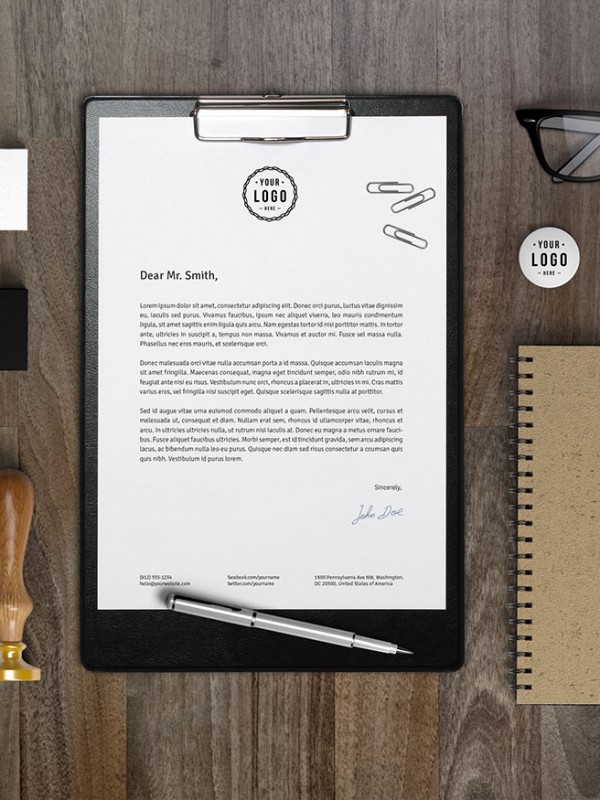 • YOUR •
LOGO
– HERE –
Dear Mr. Smith,
Lorem ipsum dolor sit amet, consectetur adipiscing elit. Donec orci purus, luctus vitae dignissim
eu, iaculis sed purus. Vivamus faucibus, ipsum nec aliquet viverra, leo mauris condimentum
ligula, sit amet sagittis enim ligula quis arcu. Nam egestas tortor id nisl porttitor mattis. In tortor
ante, ultricies in suscipit a, tempus non massa. Vivamus et auctor mi. Fusce vel massa nulla.
Phasellus nec eros mauris, et scelerisque orci.
Donec malesuada orci vitae nulla accumsan porta a id massa. Quisque accumsan iaculis magna
sit amet sagittis. Maecenas consequat, magna eget tincidunt semper, odio nibh rutrum mi, id
feugiat ante nisi eu risus. Vestibulum nunc orci, rhoncus a placerat in, ultricies in mi. Cras mattis
varius eros, vel fringilla nisl suscipit eget. Quisque scelerisque sagittis nulla at porttitor.
Sed id augue vitae urna euismod commodo aliquet a quam. Pellentesque arcu velit, cursus et
malesuada ut, consequat et diam. Nullam erat sem, rhoncus id ullamcorper vitae, rhoncus et
arcu. In ultricies ultricies nulla, ut rutrum nisl iaculis at. Donec eu magna a metus ornare fauci-
bus. Fusce aliquet faucibus ultricies. Morbi semper, est id tincidunt gravida, sem arcu adipiscing
lacus, ac bibendum nulla leo eu purus. Quisque nec diam sed risus consectetur a ccumsan quis
quis nibh. Vestibulum id purus lorem.
Sincerely,
John Doe
(912) 555-1234
hello@yourwebsite.com
facebook.com/yourname
twitter.com/yourname
1600 Pennsylvania Ave NW, Washington,
DC 20500, United States of America
• YOUR •
LOGO
– HERE –